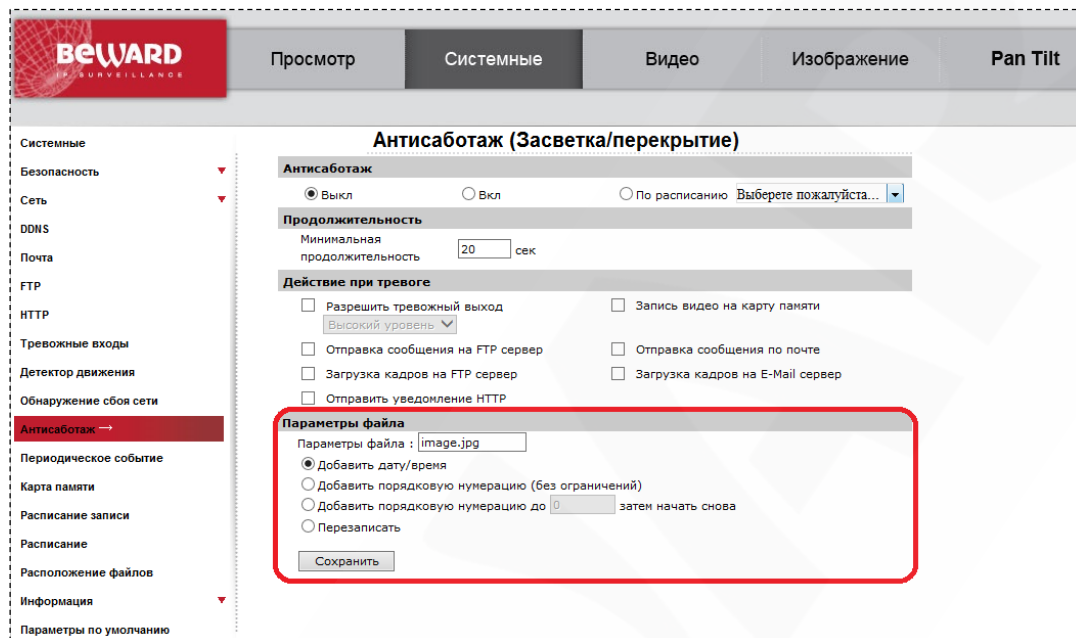 BEWARD
IP SURVEILLANCE
Просмотр
Системные
Видео
Изображение
Pan Tilt
Системные
Безопасность
Сеть
DDNS
Почта
FTP
HTTP
Тревожные входы
Детектор движения
Обнаружение сбоя сети
Антисаботаж →
Периодическое событие
Карта памяти
Расписание записи
Расписание
Расположение файлов
Информация
Параметры по умолчанию
Антисаботаж (Засветка/перекрытие)
Антисаботаж
Выкл
Вкл
По расписанию Выберете пожалуйста...
Продолжительность
Минимальная
продолжительность 20 сек
Действие при тревоге
Разрешить тревожный выход
Высокий уровень
Запись видео на карту памяти
Отправка сообщения на FTP сервер
Отправка сообщения по почте
Загрузка кадров на FTP сервер
Загрузка кадров на E-Mail сервер
Отправить уведомление HTTP
Параметры файла
Параметры файла : image.jpg
Добавить дату/время
Добавить порядковую нумерацию (без ограничений)
Добавить порядковую нумерацию до 0 затем начать снова
Перезаписать
Сохранить